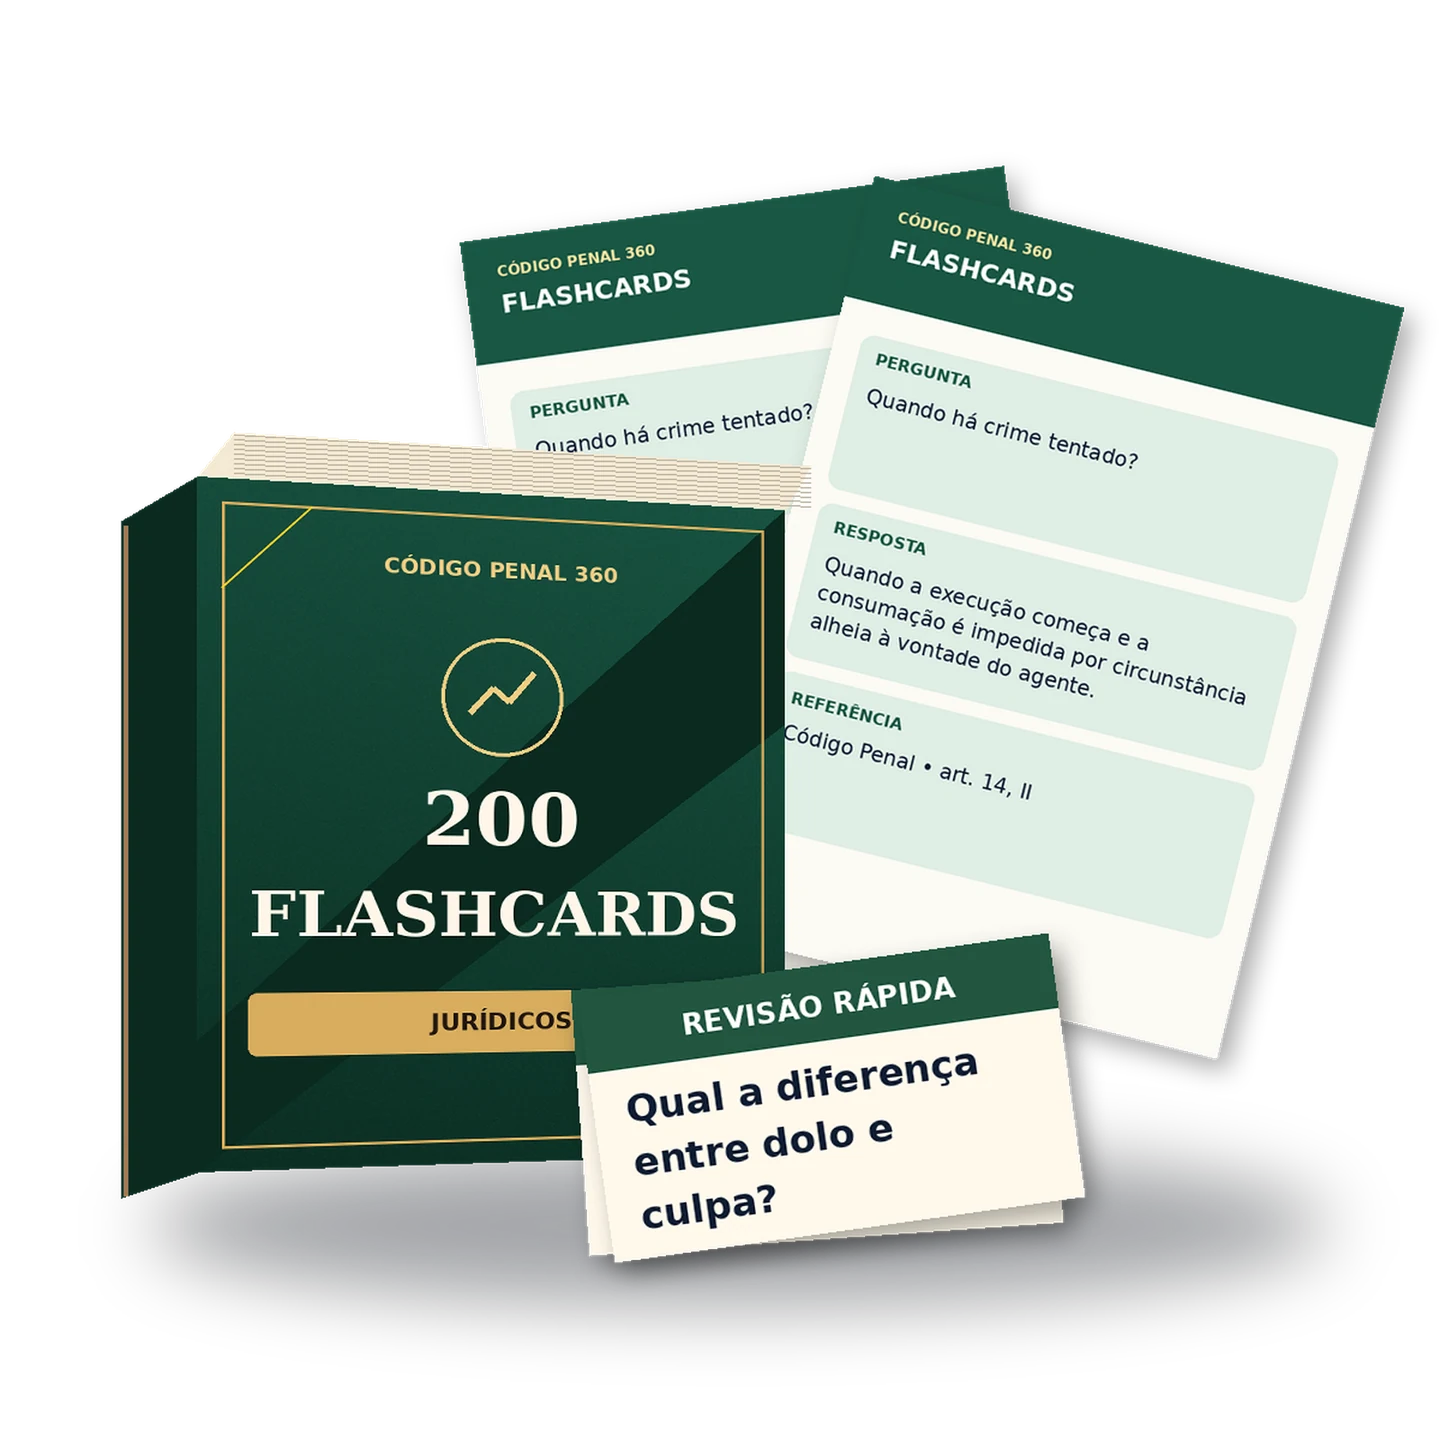 CÓDIGO PENAL 360
FLASHCARDS
PERGUNTA
Quando há crime tentado?
CÓDIGO PENAL 360
FLASHCARDS
PERGUNTA
Quando há crime tentado?
RESPOSTA
Quando a execução começa e a
consumação é impedida por circunstância
alheia à vontade do agente.
REFERÊNCIA
Código Penal • art. 14, II
CÓDIGO PENAL 360
200
FLASHCARDS
JURÍDICOS
REVISÃO RÁPIDA
Qual a diferença
entre dolo e
culpa?